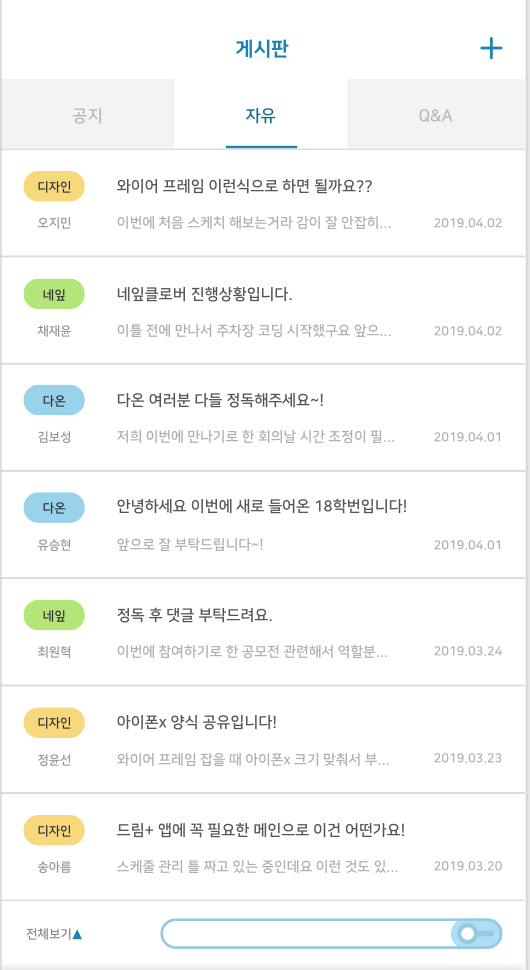 게시판
공지 자유 Q&A
디자인 와이어 프레임 이런식으로 하면 될까요??
오지민 이번에 처음 스케치 해보는거라 감이 잘 안잡히... 2019.04.02
네잎 네잎클로버 진행상황입니다.
채재윤 이틀 전에 만나서 주차장 코딩 시작했구요 앞으... 2019.04.02
다온 다온 여러분 다들 정독해주세요~!
김보성 저희 이번에 만나기로 한 회의날 시간 조정이 필... 2019.04.01
다온 안녕하세요 이번에 새로 들어온 18학번입니다!
유승현 앞으로 잘 부탁드립니다~! 2019.04.01
네잎 정독 후 댓글 부탁드려요.
최원혁 이번에 참여하기로 한 공모전 관련해서 역할분... 2019.03.24
디자인 아이폰x 양식 공유입니다!
정윤선 와이어 프레임 잡을 때 아이폰x 크기 맞춰서 부... 2019.03.23
디자인 드림+ 앱에 꼭 필요한 메인으로 이건 어떤가요!
송아름 스케줄 관리 틀 짜고 있는 중인데요 이런 것도 있... 2019.03.20
전체보기▲